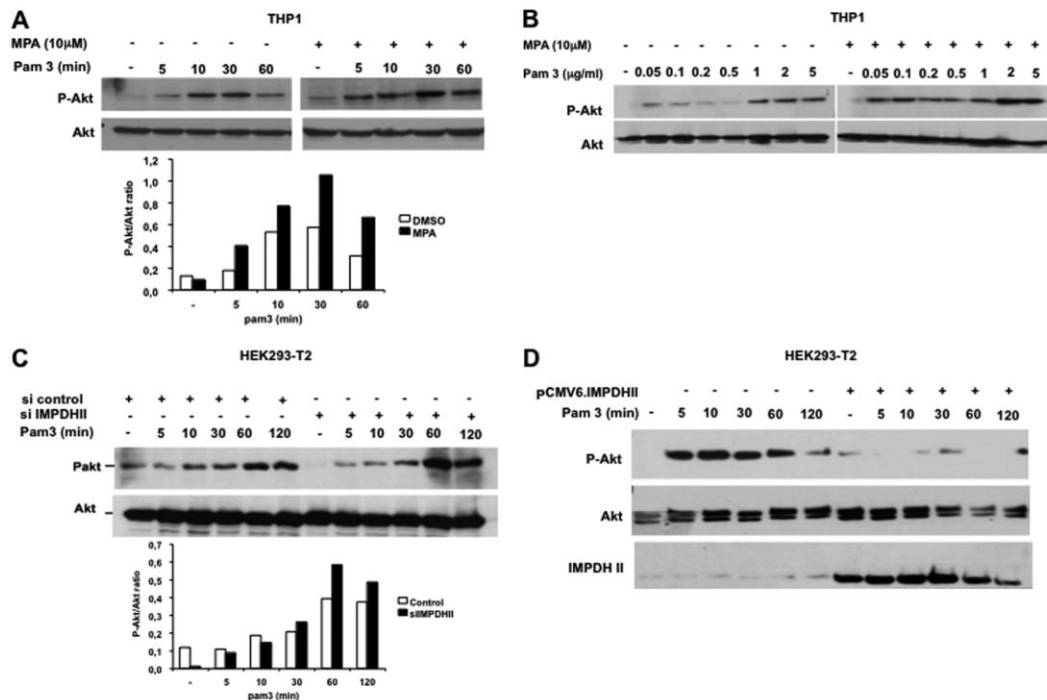 A
THP1
MPA (10µM) - - - - - + + + + +
Pam 3 (min) - 5 10 30 60 - 5 10 30 60
P-Akt
Akt
P-Akt/Akt ratio
1,2
1,0
0,8
0,6
0,4
0,2
0,0
DMSO
MPA
- 5 10 30 60
pam3 (min)
B
THP1
MPA (10µM) - - - - - - - - + + + + + + + +
Pam 3 (µg/ml) - 0.05 0.1 0.2 0.5 1 2 5 - 0.05 0.1 0.2 0.5 1 2 5
P-Akt
Akt
C
HEK293-T2
si control + + + + + + - - - - - -
si IMPDHII - - - - - - + + + + + +
Pam3 (min) - 5 10 30 60 120 - 5 10 30 60 120
Pakt
Akt
P-Akt/Akt ratio
0,7
0,6
0,5
0,4
0,3
0,2
0,1
0,0
Control
siIMPDHII
- 5 10 30 60 120
pam3 (min)
D
HEK293-T2
pCMV6.IMPDHII - - - - - - + + + + + +
Pam 3 (min) - 5 10 30 60 120 - 5 10 30 60 120
P-Akt
Akt
IMPDH II